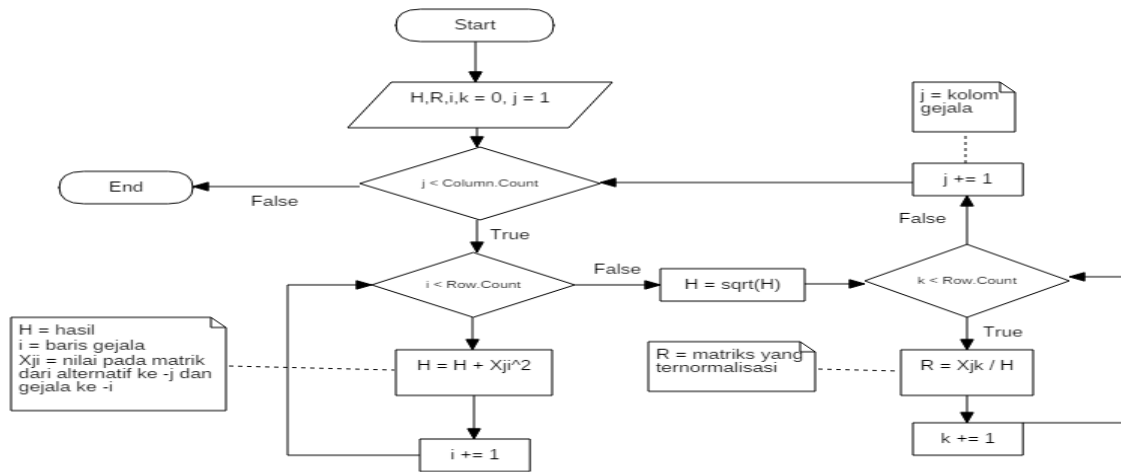 Start
H,R,i,k = 0, j = 1
j = kolom
gejala
j < Column.Count
End
False
j += 1
True
False
i < Row.Count
False
H = sqrt(H)
k < Row.Count
True
H = hasil
i = baris gejala
Xji = nilai pada matrik
dari alternatif ke -j dan
gejala ke -i
H = H + Xji^2
R = matriks yang
ternormalisasi
R = Xjk / H
i += 1
k += 1